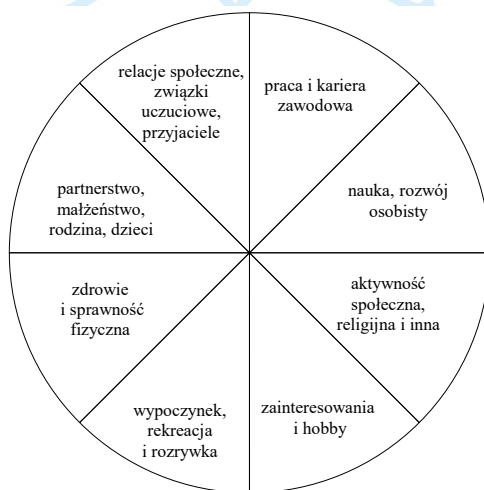 relacje społeczne,
związki
uczuciowe,
przyjaciele
praca i kariera
zawodowa
partnerstwo,
małżeństwo,
rodzina, dzieci
nauka, rozwój
osobisty
zdrowie
i sprawność
fizyczna
aktywność
społeczna,
religijna i inna
wypoczynek,
rekreacja
i rozrywka
zainteresowania
i hobby